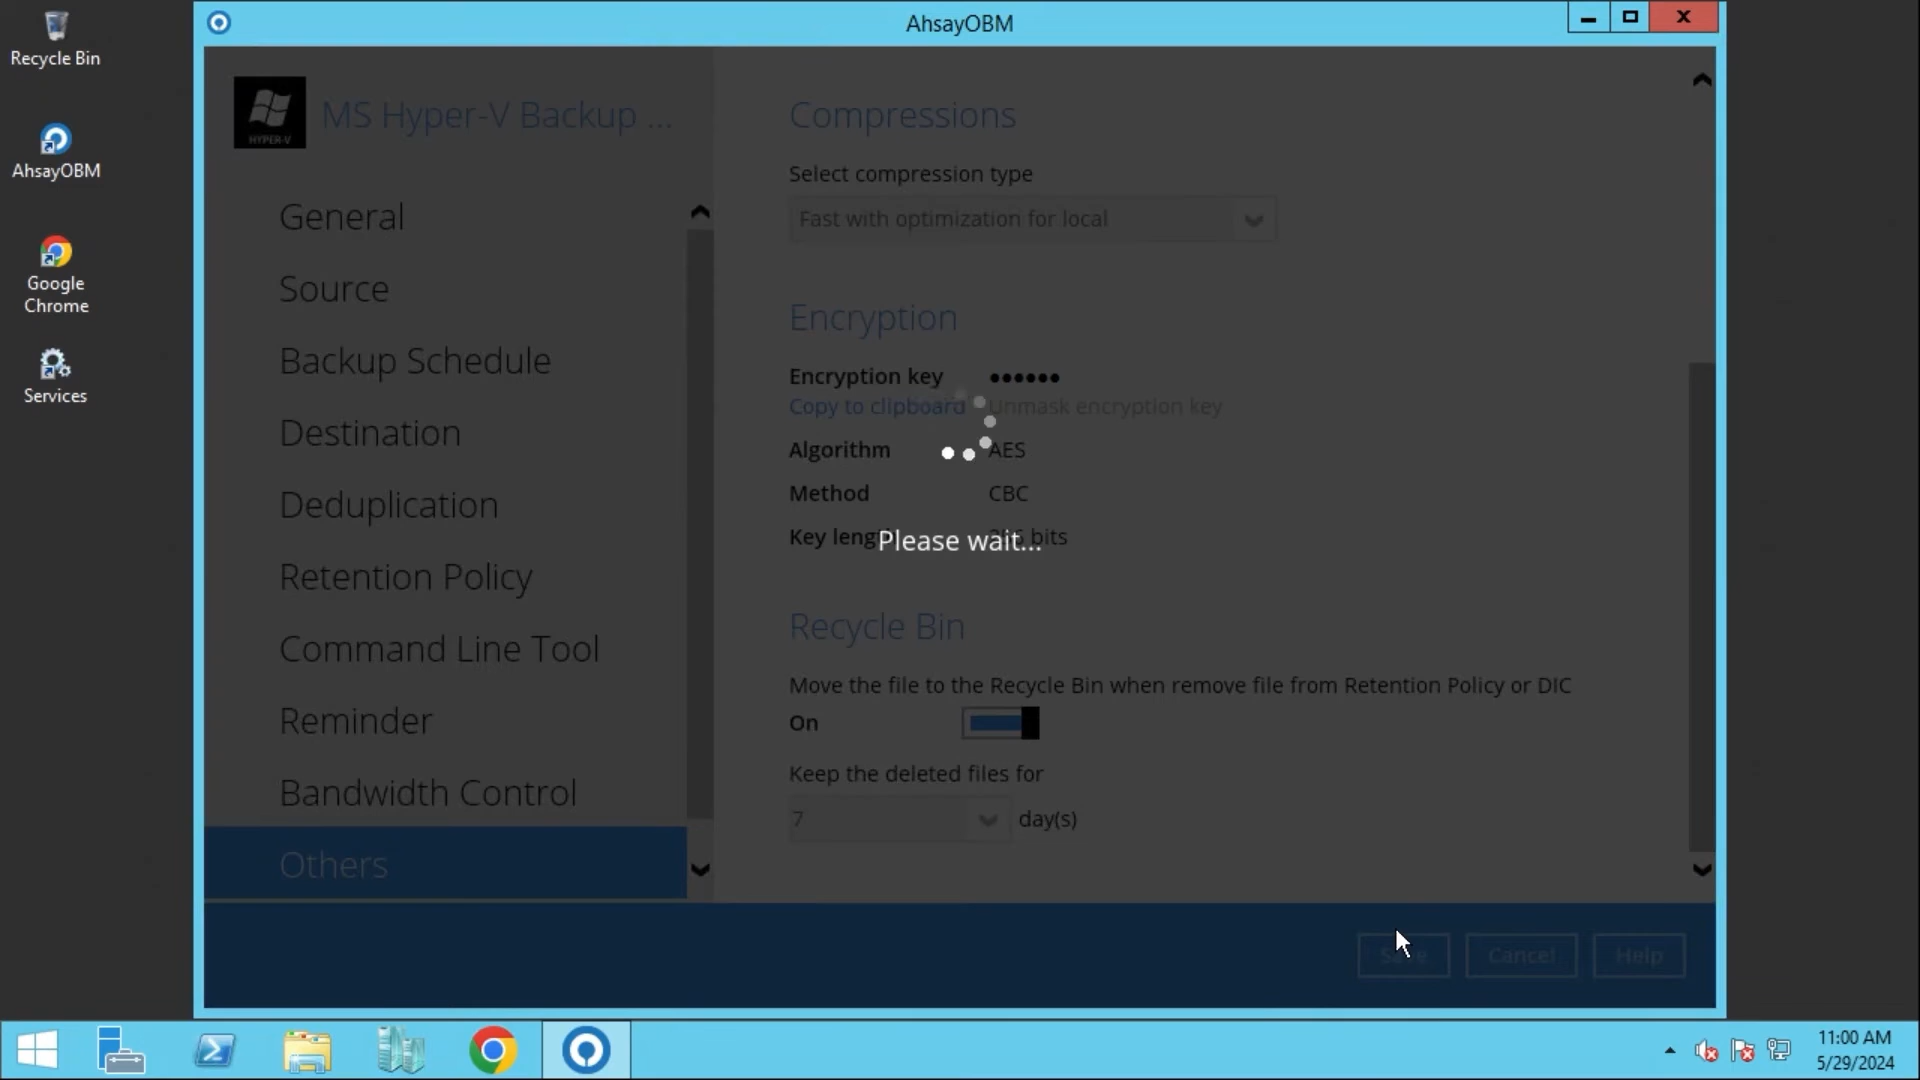 AhsayOBM
Recycle Bin
AhsayOBM
Google
Chrome
Services
HYPER-V
MS Hyper-V Backup ...
General
Source
Backup Schedule
Destination
Deduplication
Retention Policy
Command Line Tool
Reminder
Bandwidth Control
Others
Compressions
Select compression type
Fast with optimization for local
Encryption
Encryption key ••••••
Copy to clipboard Unmask encryption key
Algorithm AES
Method CBC
Key length bits
Please wait...
Recycle Bin
Move the file to the Recycle Bin when remove file from Retention Policy or DIC
On
Keep the deleted files for
7 day(s)
Save Cancel Help
11:00 AM
5/29/2024